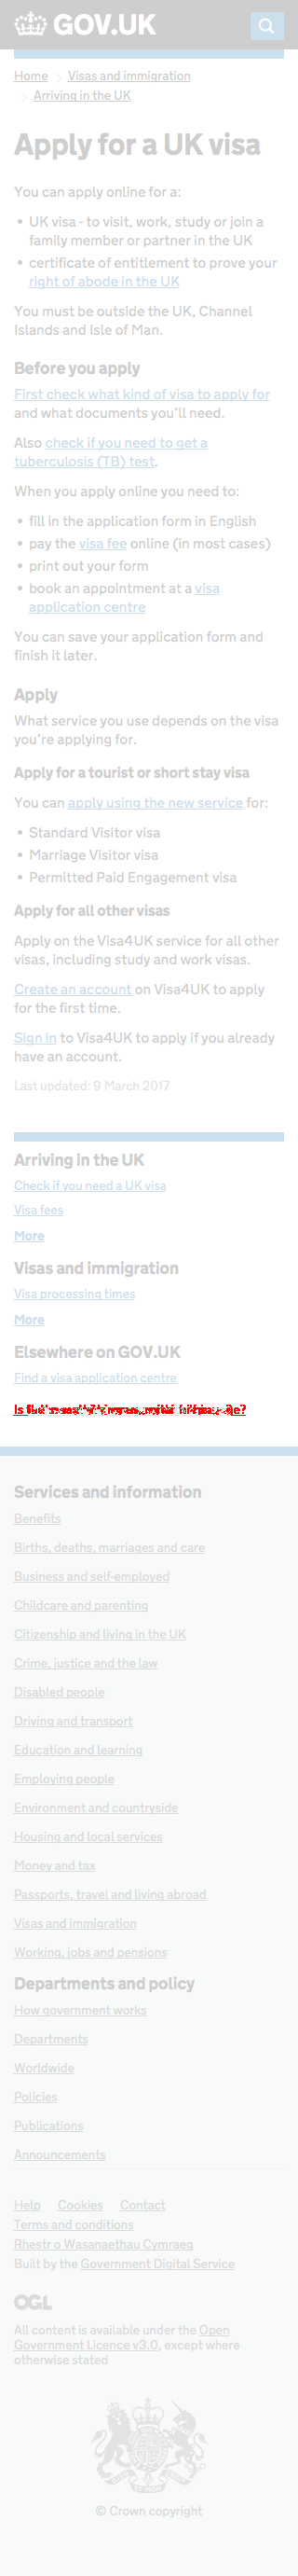 GOV.UK
Home > Visas and immigration
> Arriving in the UK
Apply for a UK visa
You can apply online for a:
• UK visa - to visit, work, study or join a
family member or partner in the UK
• certificate of entitlement to prove your
right of abode in the UK
You must be outside the UK, Channel
Islands and Isle of Man.
Before you apply
First check what kind of visa to apply for
and what documents you’ll need.
Also check if you need to get a
tuberculosis (TB) test.
When you apply online you need to:
• fill in the application form in English
• pay the visa fee online (in most cases)
• print out your form
• book an appointment at a visa
application centre
You can save your application form and
finish it later.
Apply
What service you use depends on the visa
you’re applying for.
Apply for a tourist or short stay visa
You can apply using the new service for:
• Standard Visitor visa
• Marriage Visitor visa
• Permitted Paid Engagement visa
Apply for all other visas
Apply on the Visa4UK service for all other
visas, including study and work visas.
Create an account on Visa4UK to apply
for the first time.
Sign in to Visa4UK to apply if you already
have an account.
Last updated: 9 March 2017
Arriving in the UK
Check if you need a UK visa
Visa fees
More
Visas and immigration
Visa processing times
More
Elsewhere on GOV.UK
Find a visa application centre
Is page?
Services and information
Benefits
Births, deaths, marriages and care
Business and self-employed
Childcare and parenting
Citizenship and living in the UK
Crime, justice and the law
Disabled people
Driving and transport
Education and learning
Employing people
Environment and countryside
Housing and local services
Money and tax
Passports, travel and living abroad
Visas and immigration
Working, jobs and pensions
Departments and policy
How government works
Departments
Worldwide
Policies
Publications
Announcements
Help Cookies Contact
Terms and conditions
Rhestr o Wasanaethau Cymraeg
Built by the Government Digital Service
OGL
All content is available under the Open
Government Licence v3.0, except where
otherwise stated
© Crown copyright